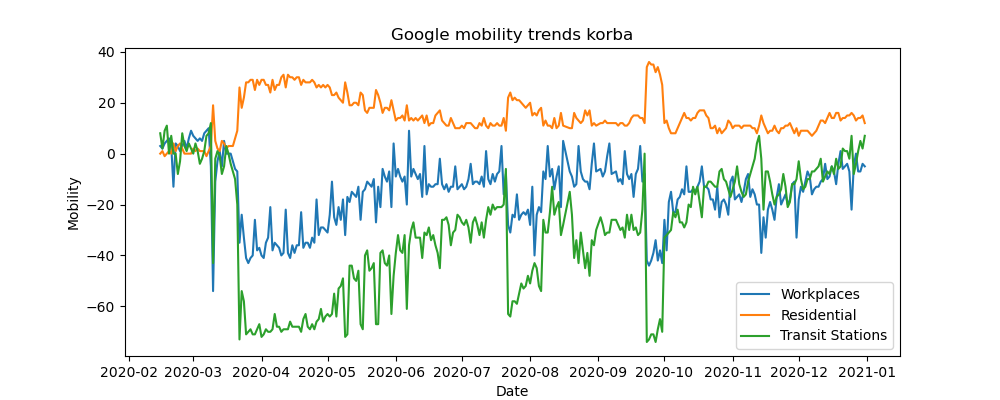 Google mobility trends korba
Mobility
40
20
0
−20
−40
−60
Workplaces
Residential
Transit Stations
2020-02 2020-03 2020-04 2020-05 2020-06 2020-07 2020-08 2020-09 2020-10 2020-11 2020-12 2021-01
Date